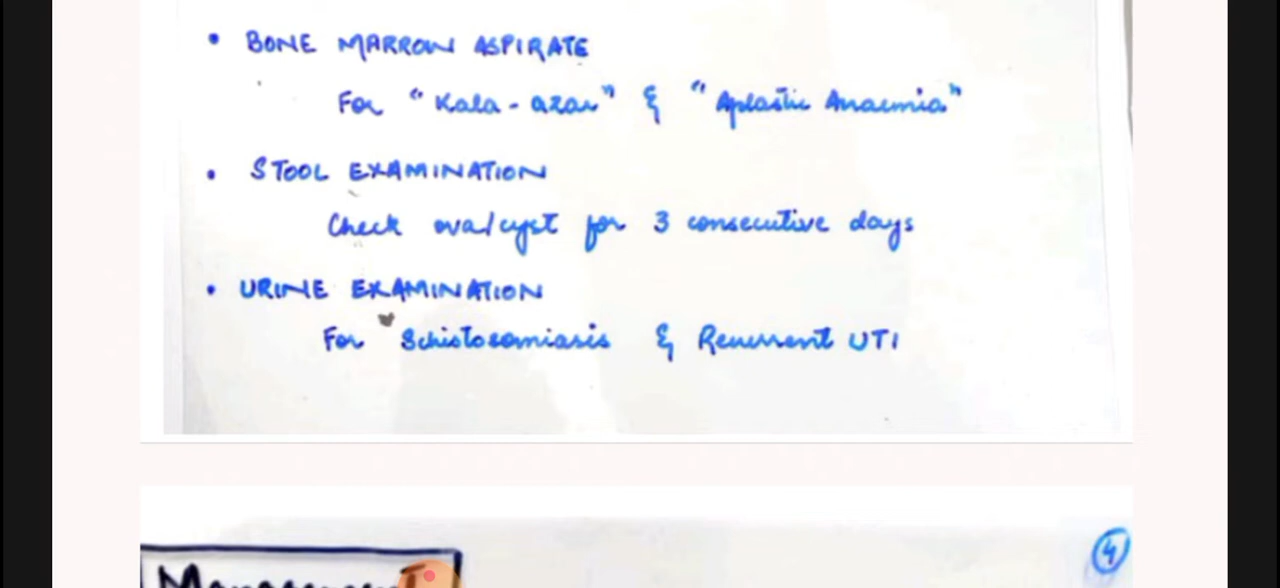 • BONE MARROW ASPIRATE
For "Kala-azar" & "Aplastic Anaemia"
• STOOL EXAMINATION
Check ova/cyst for 3 consecutive days
• URINE EXAMINATION
For Schistosomiasis & Recurrent UTI
4
Management